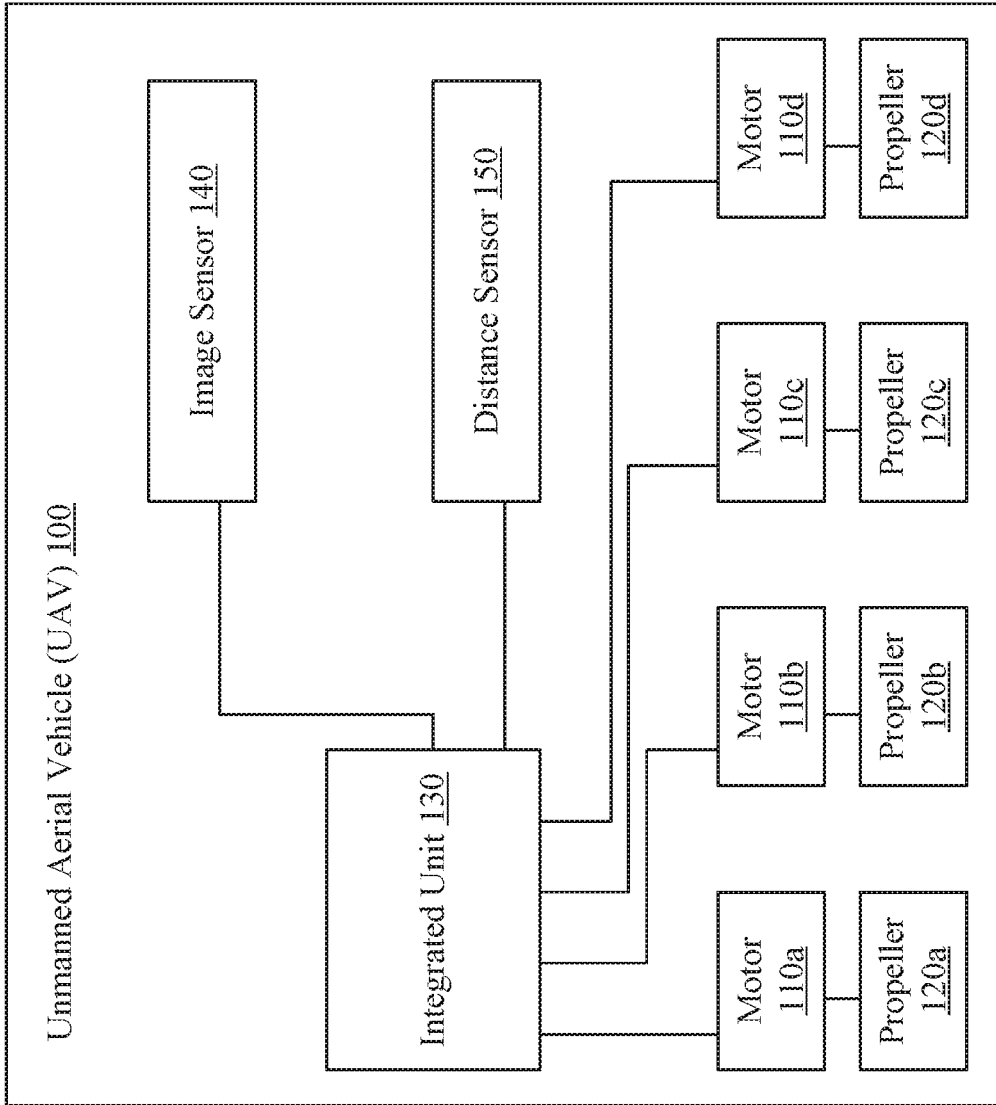 Unmanned Aerial Vehicle (UAV) 100
Image Sensor 140
Integrated Unit 130
Distance Sensor 150
Motor
110a
Motor
110b
Motor
110c
Motor
110d
Propeller
120a
Propeller
120b
Propeller
120c
Propeller
120d